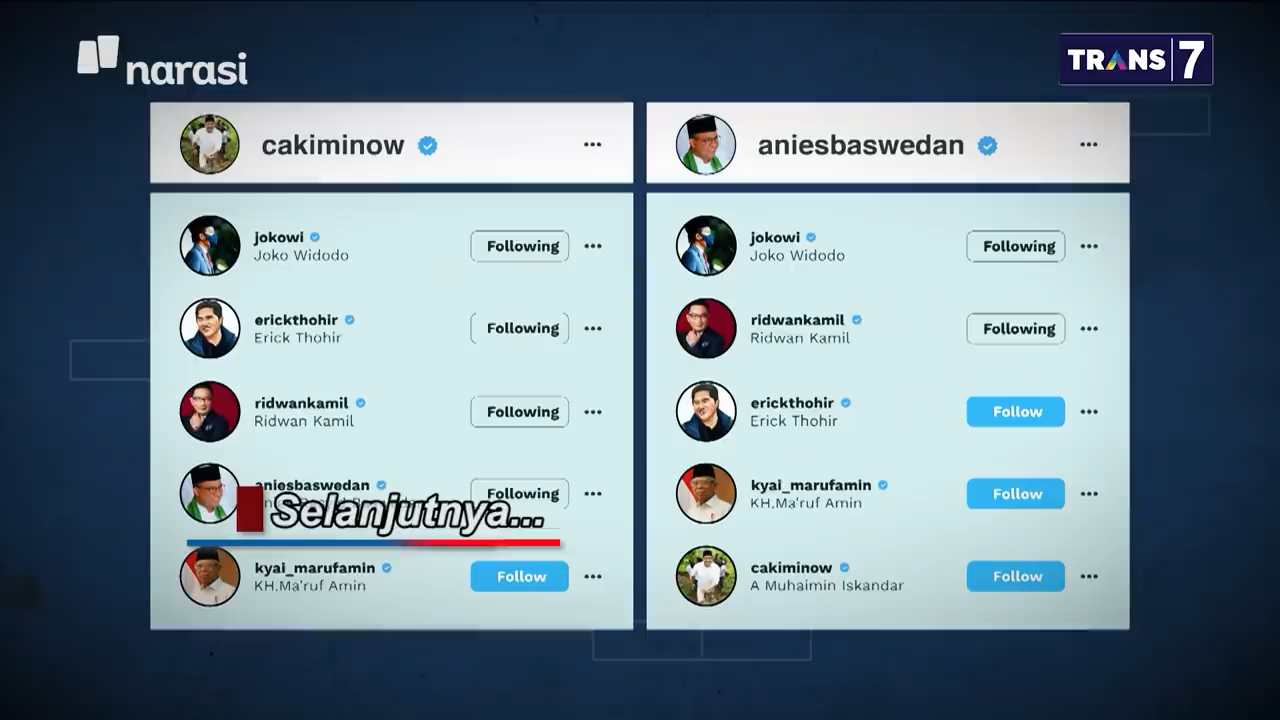 narasi
TRANS 7
cakiminow
jokowi
Joko Widodo
Following
erickthohir
Erick Thohir
Following
ridwankamil
Ridwan Kamil
Following
aniesbaswedan
Following
Selanjutnya...
kyai_marufamin
KH.Ma'ruf Amin
Follow
aniesbaswedan
jokowi
Joko Widodo
Following
ridwankamil
Ridwan Kamil
Following
erickthohir
Erick Thohir
Follow
kyai_marufamin
KH.Ma'ruf Amin
Follow
cakiminow
A Muhaimin Iskandar
Follow